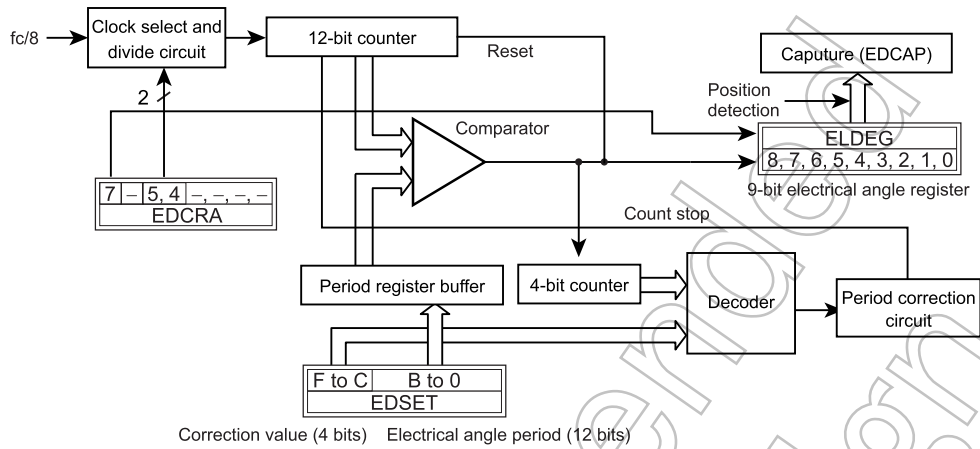 Clock select and
divide circuit
fc/8
12-bit counter
Reset
Caputure (EDCAP)
2
Position
detection
Comparator
ELDEG
8, 7, 6, 5, 4, 3, 2, 1, 0
9-bit electrical angle register
7 – 5, 4 –, –, –, –
EDCRA
Count stop
Period register buffer
4-bit counter
Decoder
Period correction
circuit
F to C B to 0
EDSET
Correction value (4 bits) Electrical angle period (12 bits)